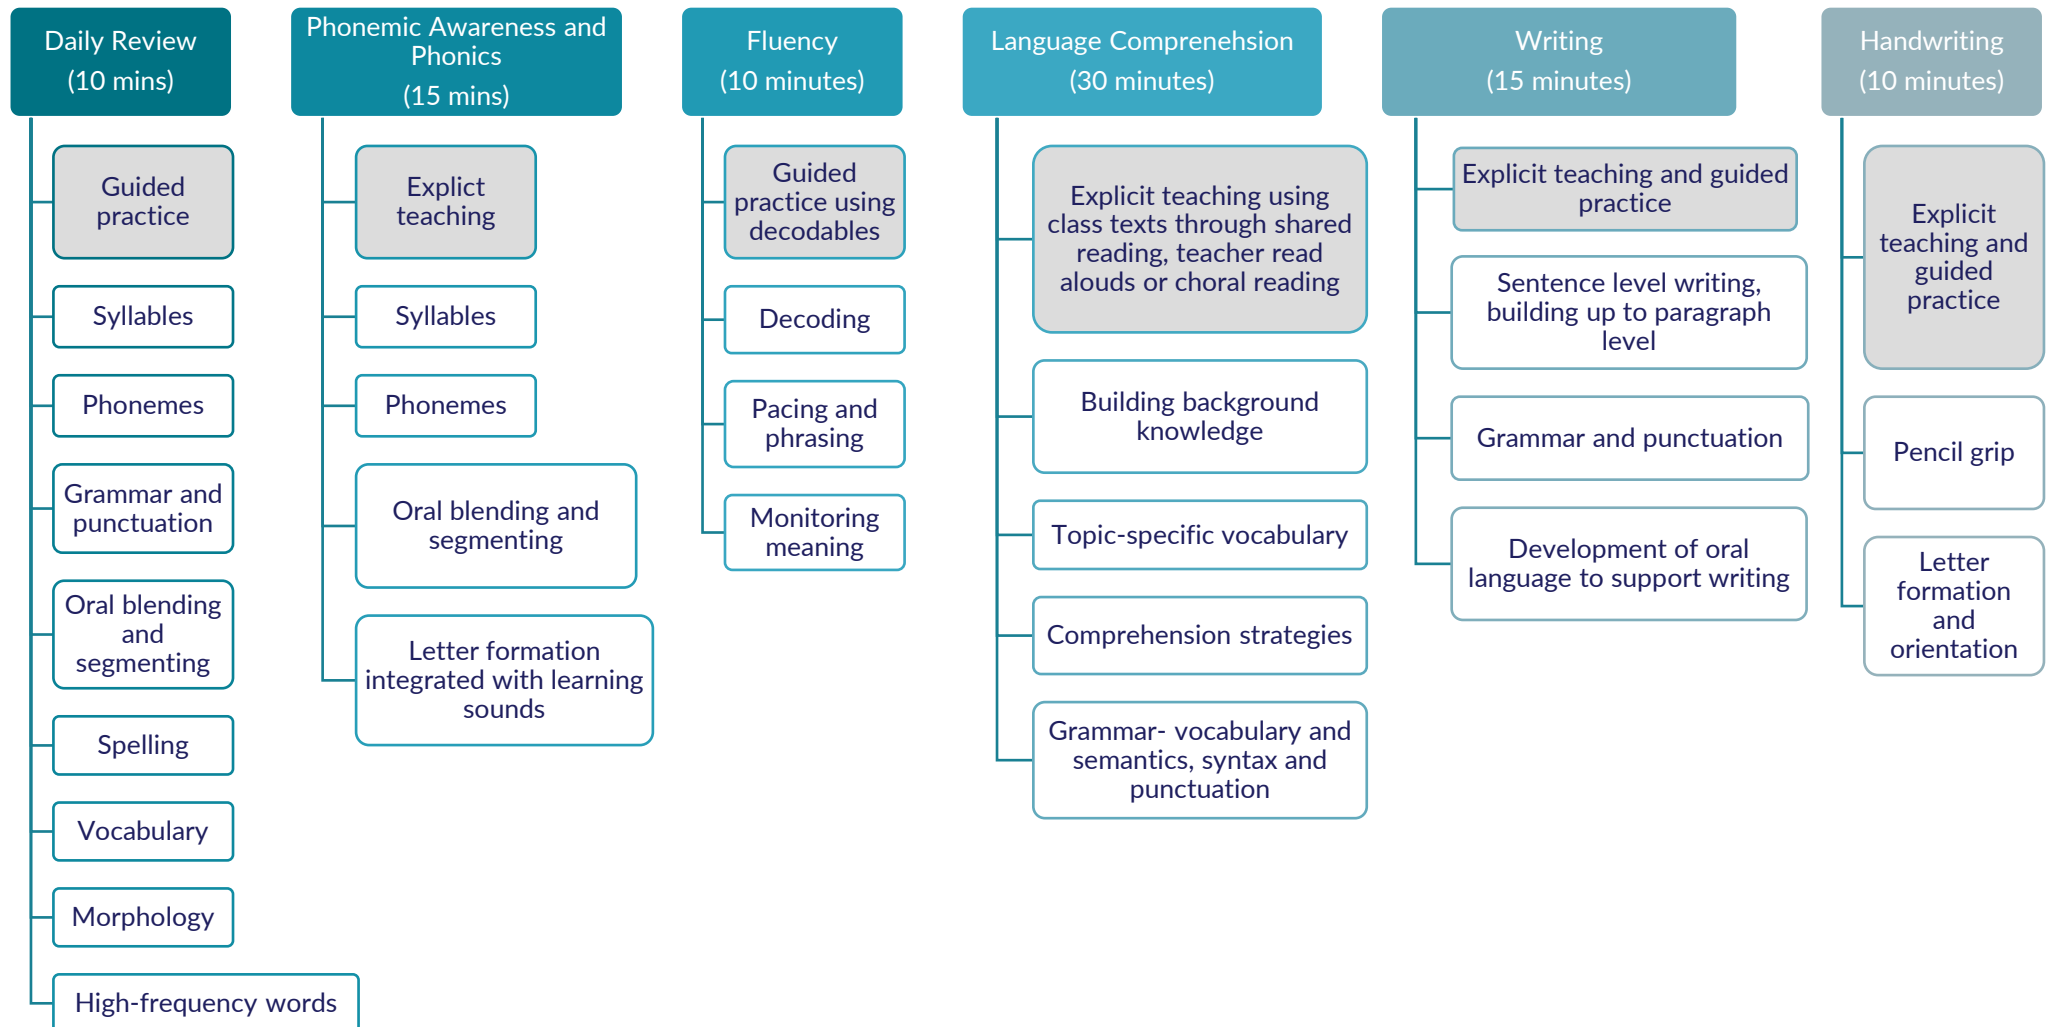 Daily Review
(10 mins)
Guided
practice
Syllables
Phonemes
Grammar and
punctuation
Oral blending
and
segmenting
Spelling
Vocabulary
Morphology
High-frequency words
Phonemic Awareness and
Phonics
(15 mins)
Explict
teaching
Syllables
Phonemes
Oral blending and
segmenting
Letter formation
integrated with learning
sounds
Fluency
(10 minutes)
Guided
practice using
decodables
Decoding
Pacing and
phrasing
Monitoring
meaning
Language Comprenehsion
(30 minutes)
Explicit teaching using
class texts through shared
reading, teacher read
alouds or choral reading
Building background
knowledge
Topic-specific vocabulary
Comprehension strategies
Grammar- vocabulary and
semantics, syntax and
punctuation
Writing
(15 minutes)
Explicit teaching and guided
practice
Sentence level writing,
building up to paragraph
level
Grammar and punctuation
Development of oral
language to support writing
Handwriting
(10 minutes)
Explicit
teaching and
guided
practice
Pencil grip
Letter
formation
and
orientation